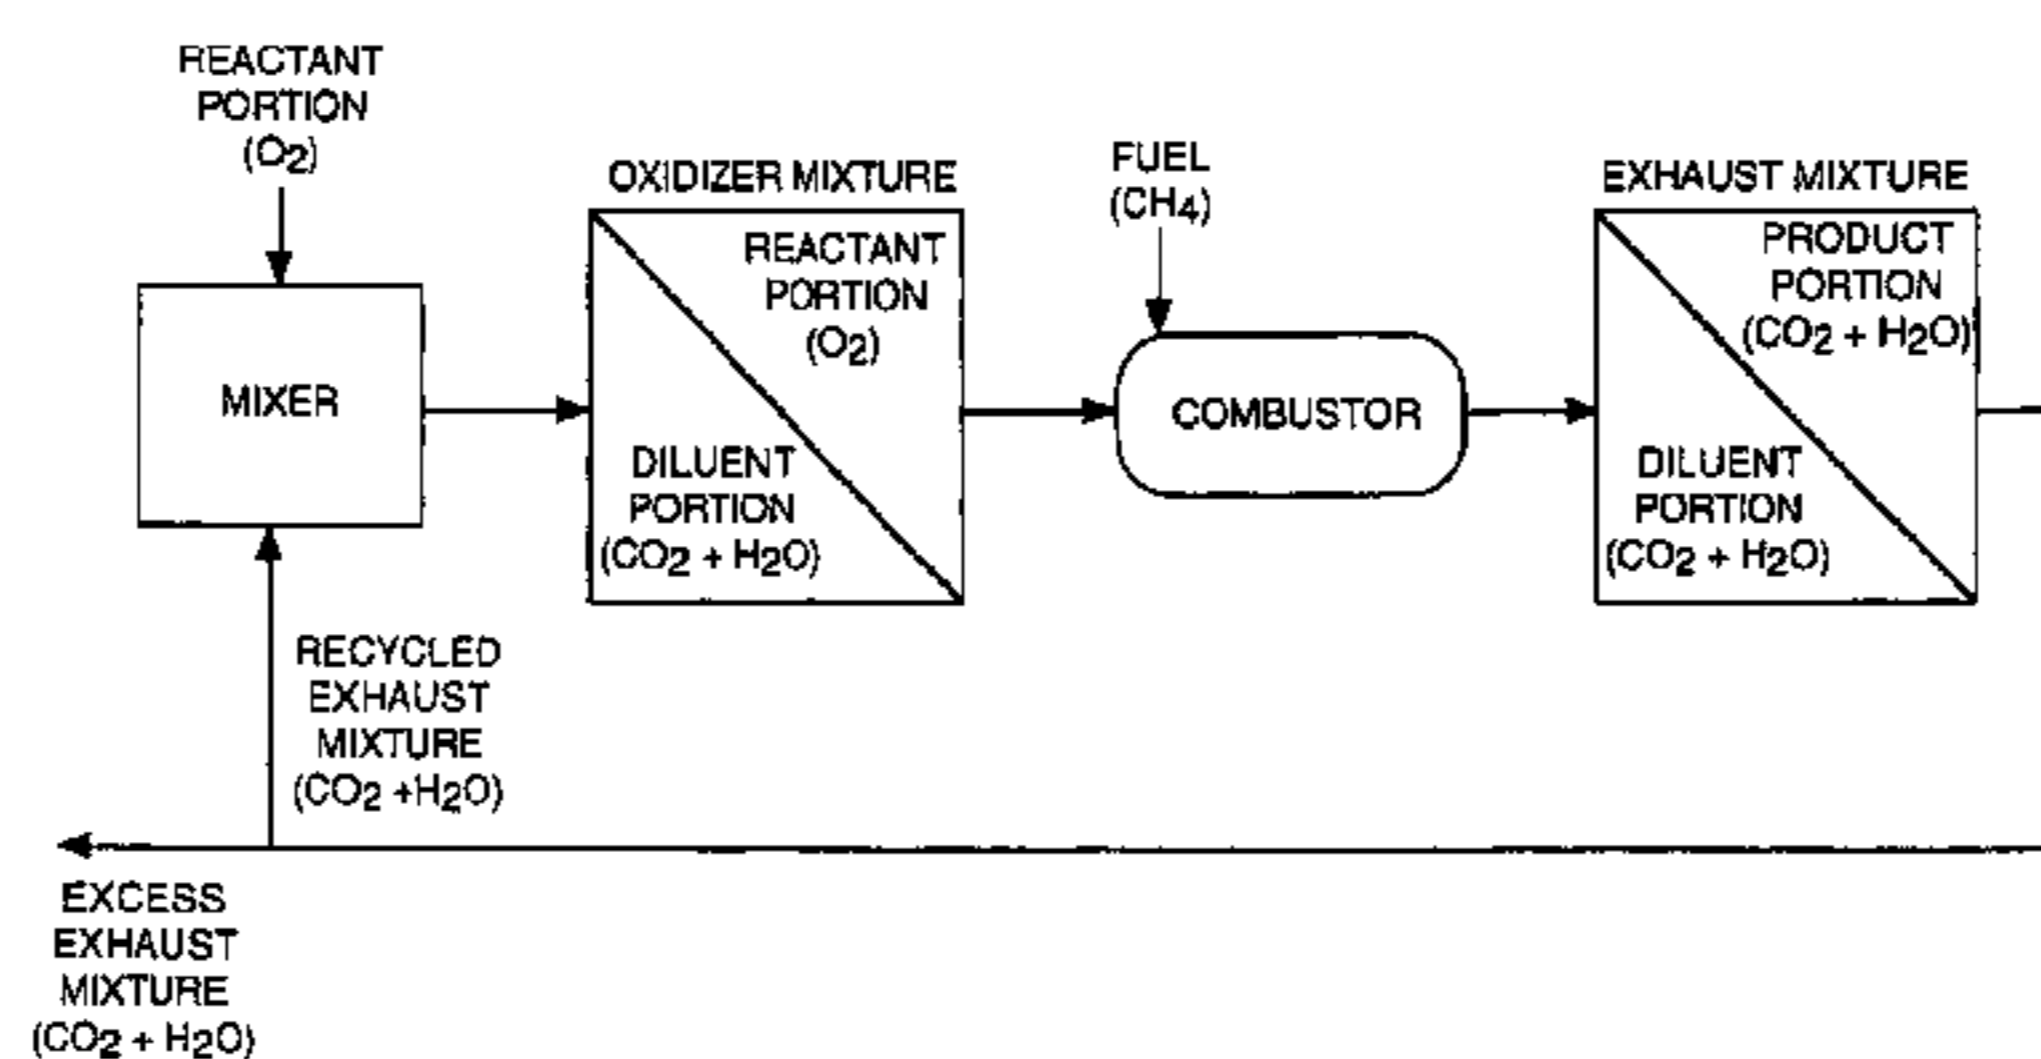 REACTANT
PORTION
(O2)
MIXER
RECYCLED
EXHAUST
MIXTURE
(CO2 +H2O)
EXCESS
EXHAUST
MIXTURE
(CO2 + H2O)
OXIDIZER MIXTURE
REACTANT
PORTION
(O2)
DILUENT
PORTION
(CO2 + H2O)
FUEL
(CH4)
COMBUSTOR
EXHAUST MIXTURE
PRODUCT
PORTION
(CO2 + H2O)
DILUENT
PORTION
(CO2 + H2O)